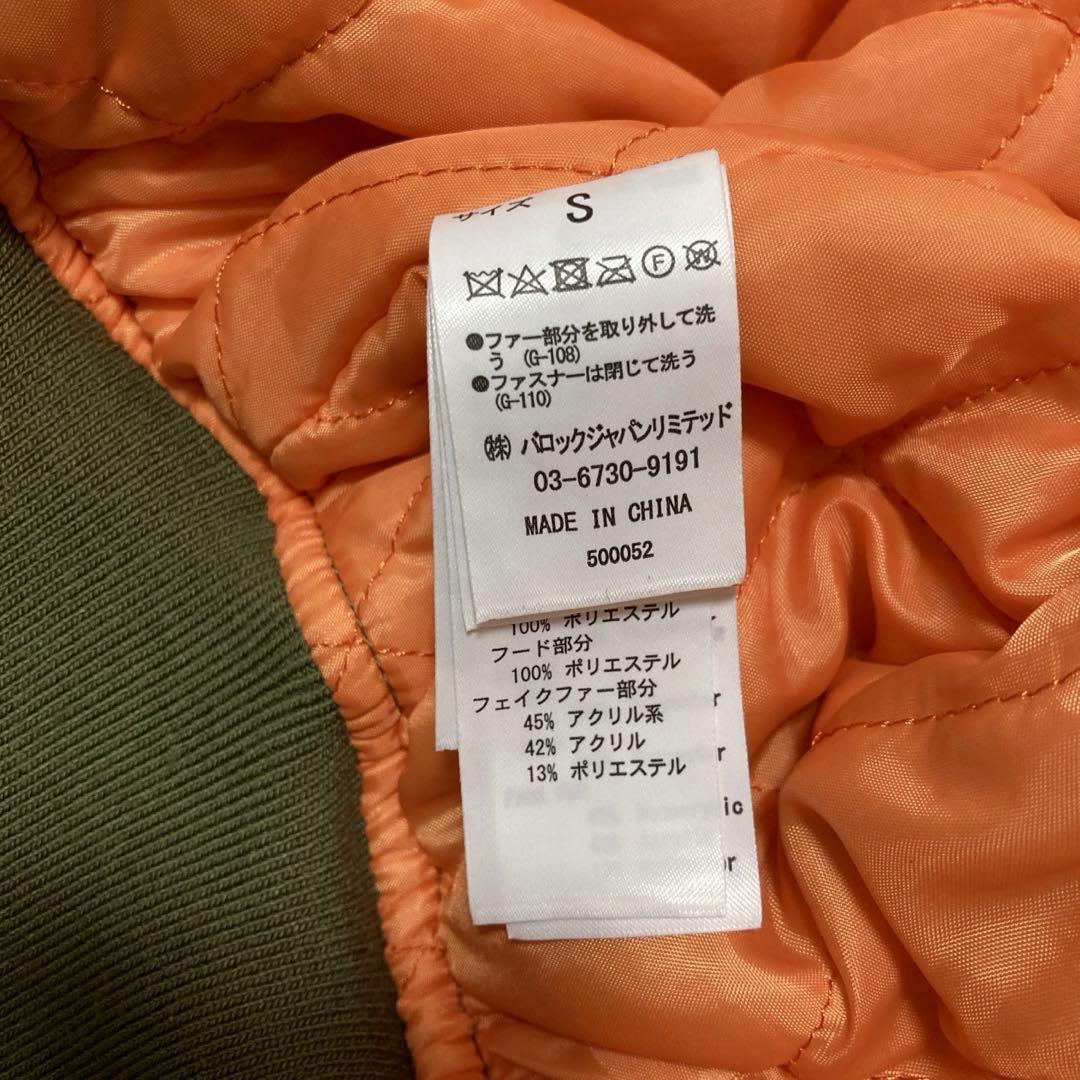 サイズ S
F W
●ファー部分を取り外して洗
う (G-108)
●ファスナーは閉じて洗う
(G-110)
㈱ バロックジャパンリミテッド
03-6730-9191
MADE IN CHINA
500052
100% ポリエステル
フード部分
100% ポリエステル
フェイクファー部分
45% アクリル系
42% アクリル
13% ポリエステル
r
r
ic
or